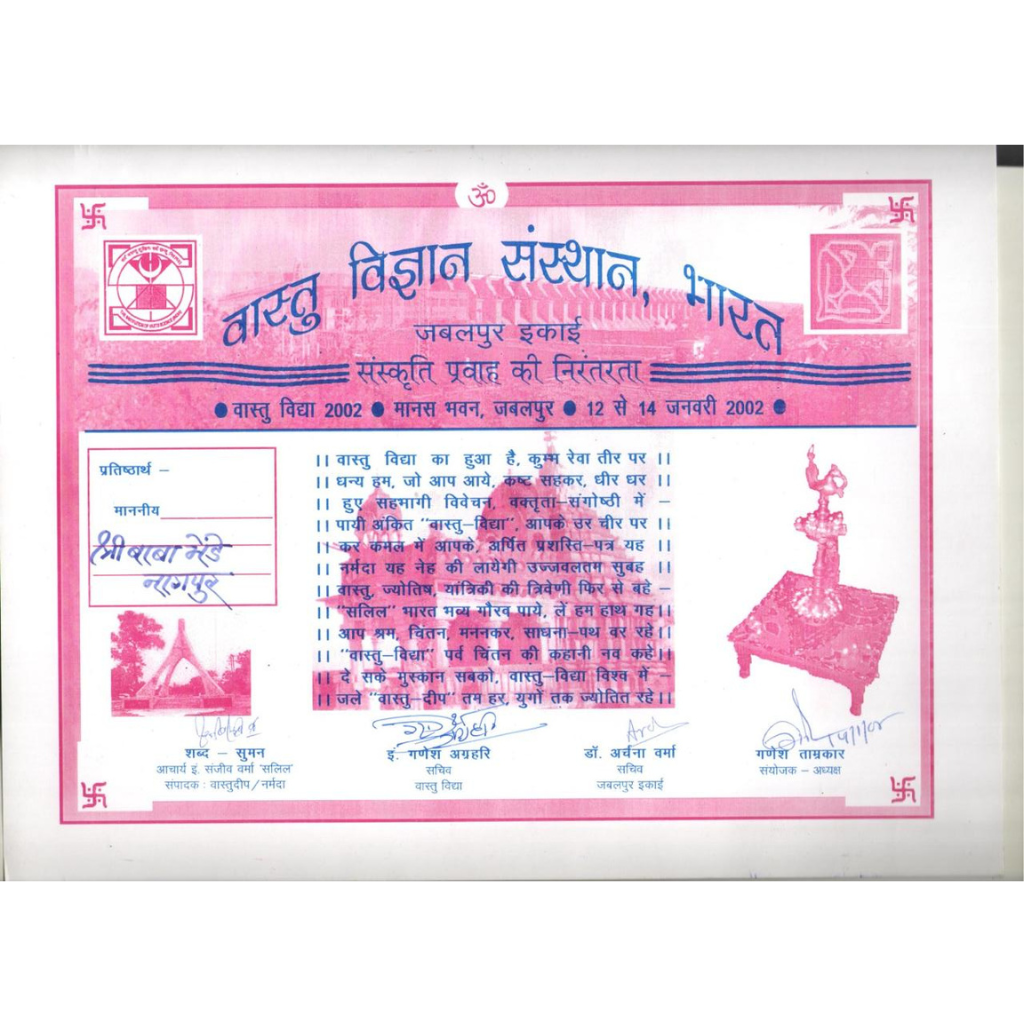 ॐ
वास्तु विज्ञान संस्थान, भारत
जबलपुर इकाई
संस्कृति प्रवाह की निरंतरता
● वास्तु विद्या 2002 ● मानस भवन, जबलपुर ● 12 से 14 जनवरी 2002 ●
प्रतिष्ठार्थ –
माननीय
श्री बाबा मेंडे
नागपुर
।। वास्तु विद्या का हुआ है, कुम्भ रेवा तीर पर ।।
।। धन्य हम, जो आप आये, कष्ट सहकर, धीर धर ।।
।। हुए सहभागी विवेचन, वक्तृता–संगोष्ठी में –
।। पायी अंकित "वास्तु–विद्या", आपके उर चीर पर ।।
।। कर कमल में आपके, अर्पित प्रशस्ति–पत्र यह ।।
।। नर्मदा यह नेह की लायेगी उज्जवलतम सुबह ।।
।। वास्तु, ज्योतिष, यांत्रिकी की त्रिवेणी फिर से बहे –
।। "सलिल" भारत भव्य गौरव पाये, लें हम हाथ गह।।
।। आप श्रम, चिंतन, मननकर, साधना–पथ वर रहे।।
।। "वास्तु–विद्या" पर्व चिंतन की कहानी नव कहे।।
।। दे सके मुस्कान सबको, वास्तु–विद्या विश्व में –
।। जले "वास्तु–दीप" तम हर, युगों तक ज्योतित रहे।।
शब्द – सुमन
आचार्य इं. संजीव वर्मा 'सलिल'
संपादक : वास्तुदीप/नर्मदा
इं. गणेश अग्रहरि
सचिव
वास्तु विद्या
डॉ. अर्चना वर्मा
सचिव
जबलपुर इकाई
गणेश ताम्रकार
संयोजक – अध्यक्ष